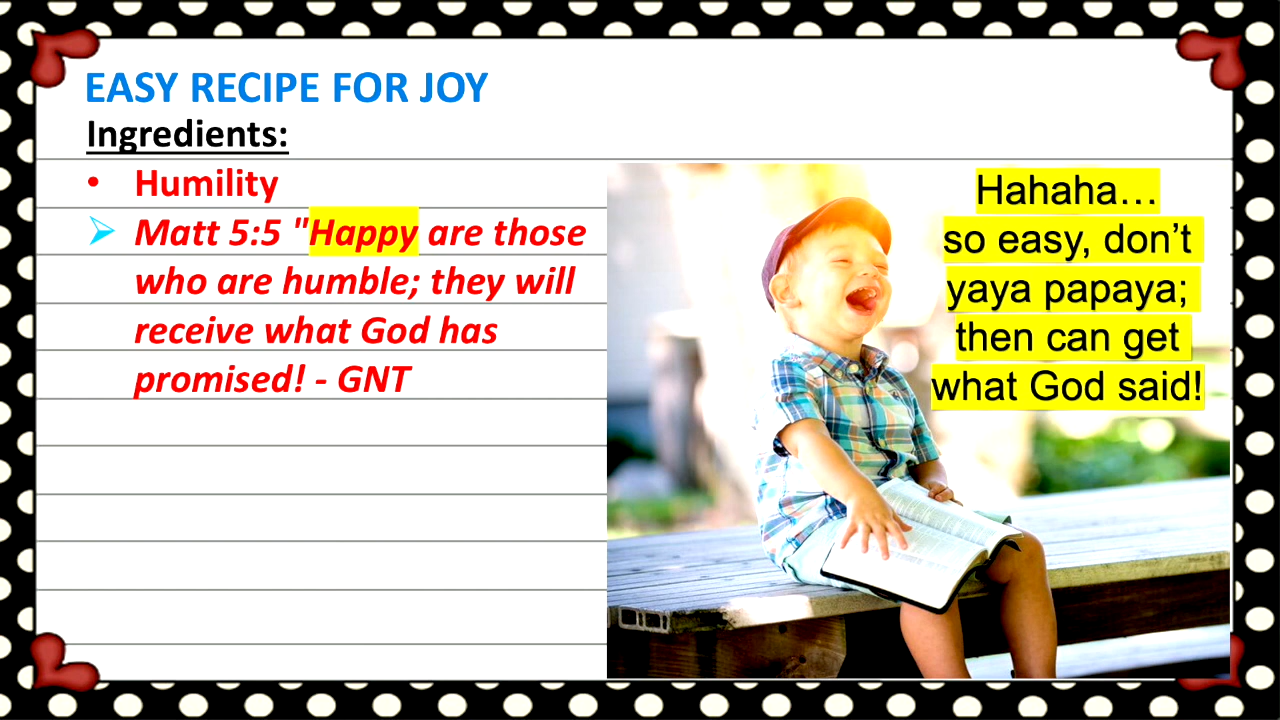 EASY RECIPE FOR JOY
Ingredients:
• Humility
➢ Matt 5:5 "Happy are those
who are humble; they will
receive what God has
promised! - GNT
Hahaha…
so easy, don’t
yaya papaya;
then can get
what God said!